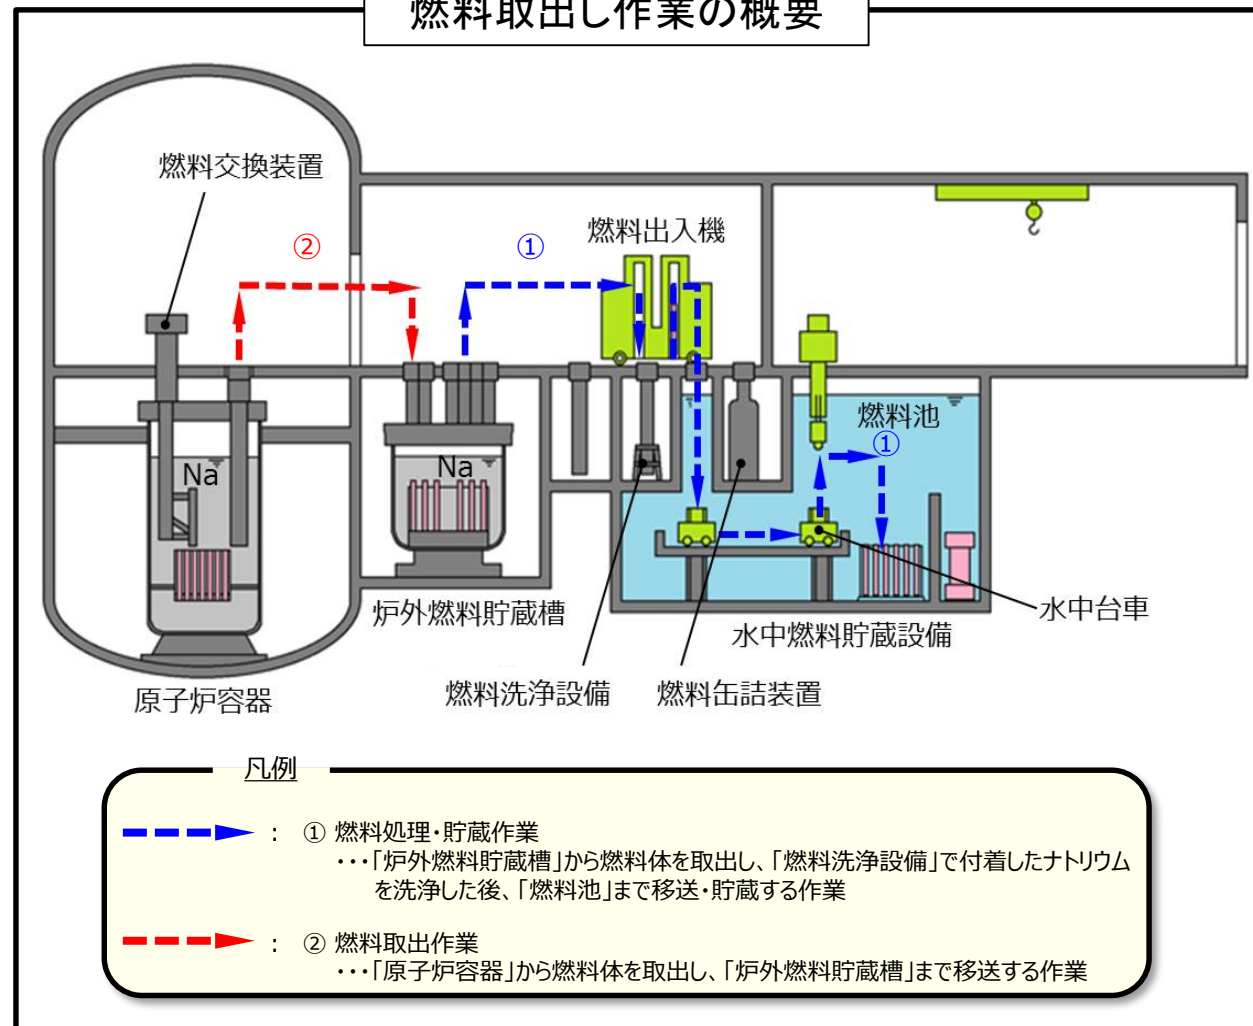 燃料取出し作業の概要
燃料交換装置
②
①
燃料出入機
燃料池
①
Na
Na
炉外燃料貯蔵槽
水中台車
水中燃料貯蔵設備
原子炉容器
燃料洗浄設備
燃料缶詰装置
凡例
： ① 燃料処理・貯蔵作業
・・・「炉外燃料貯蔵槽」から燃料体を取出し、「燃料洗浄設備」で付着したナトリウム
を洗浄した後、「燃料池」まで移送・貯蔵する作業
： ② 燃料取出作業
・・・「原子炉容器」から燃料体を取出し、「炉外燃料貯蔵槽」まで移送する作業